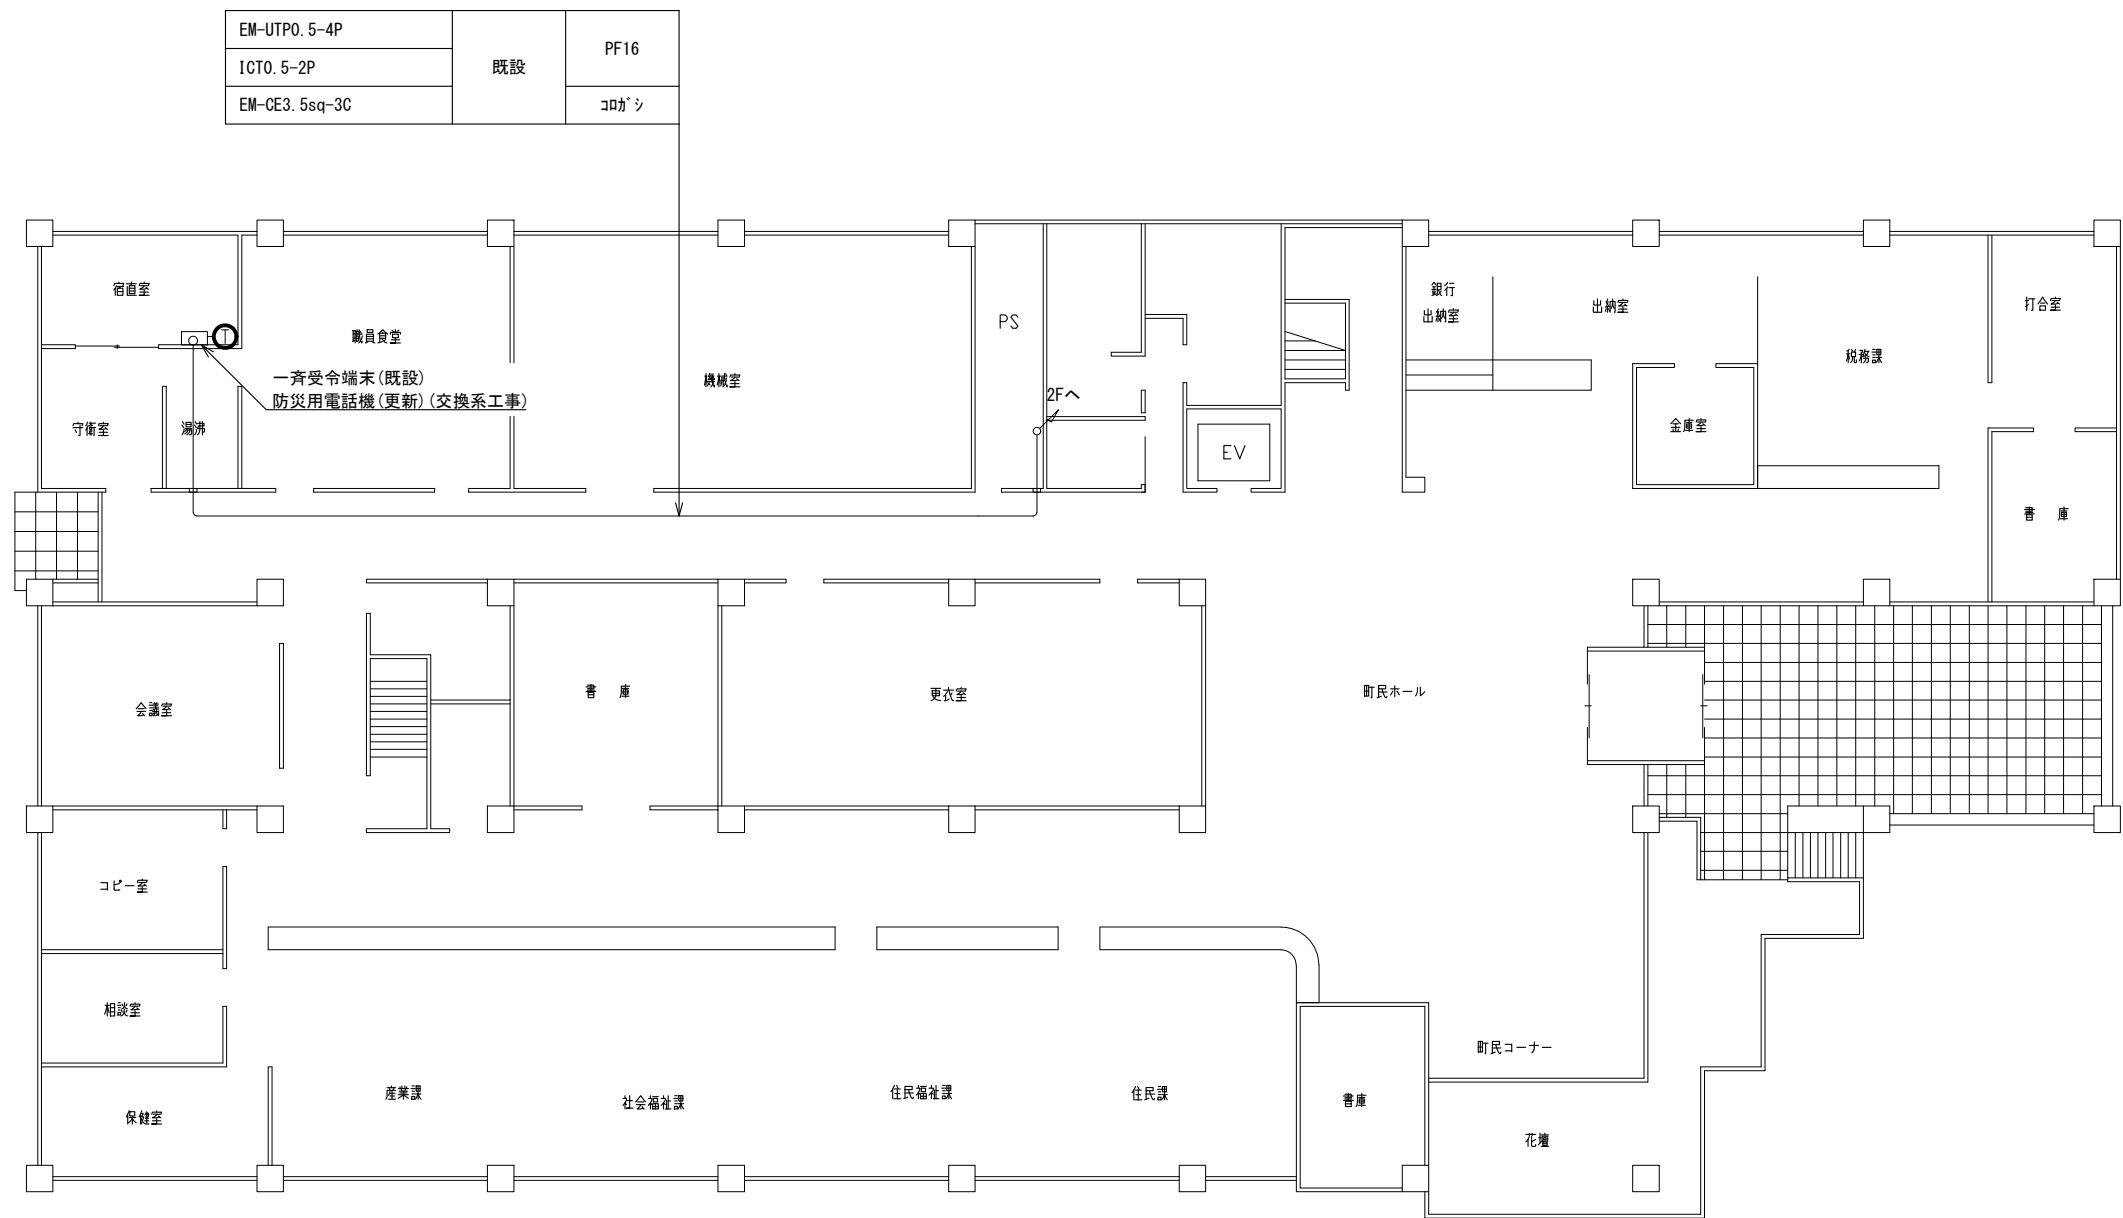 EM-UTP0.5-4P
ICT0.5-2P
EM-CE3.5sq-3C
既設
PF16
ｺﾛｶﾞｼ
宿直室
T
職員食堂
機械室
PS
銀行
出納室
出納室
打合室
税務課
一斉受令端末(既設)
防災用電話機(更新)(交換系工事)
2Fへ
守衛室
湯沸
EV
金庫室
書 庫
会議室
書 庫
更衣室
町民ホール
コピー室
相談室
保健室
産業課
社会福祉課
住民福祉課
住民課
書庫
町民コーナー
花壇